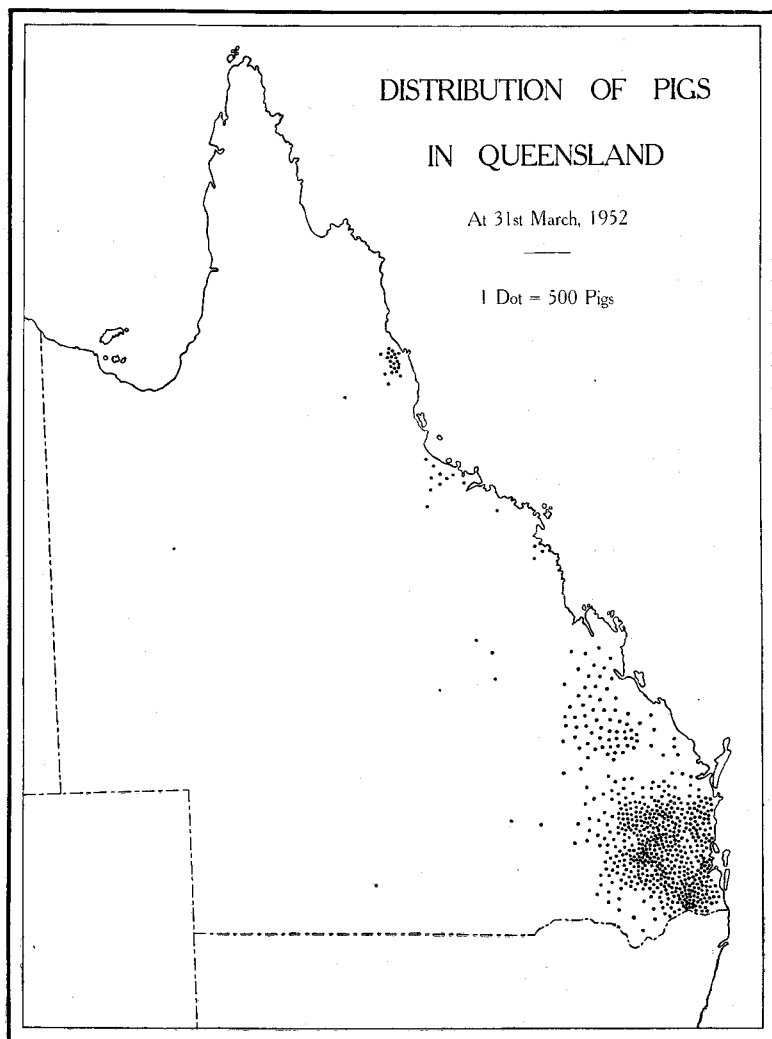 DISTRIBUTION OF PIGS
IN QUEENSLAND
At 31st March, 1952
1 Dot = 500 Pigs